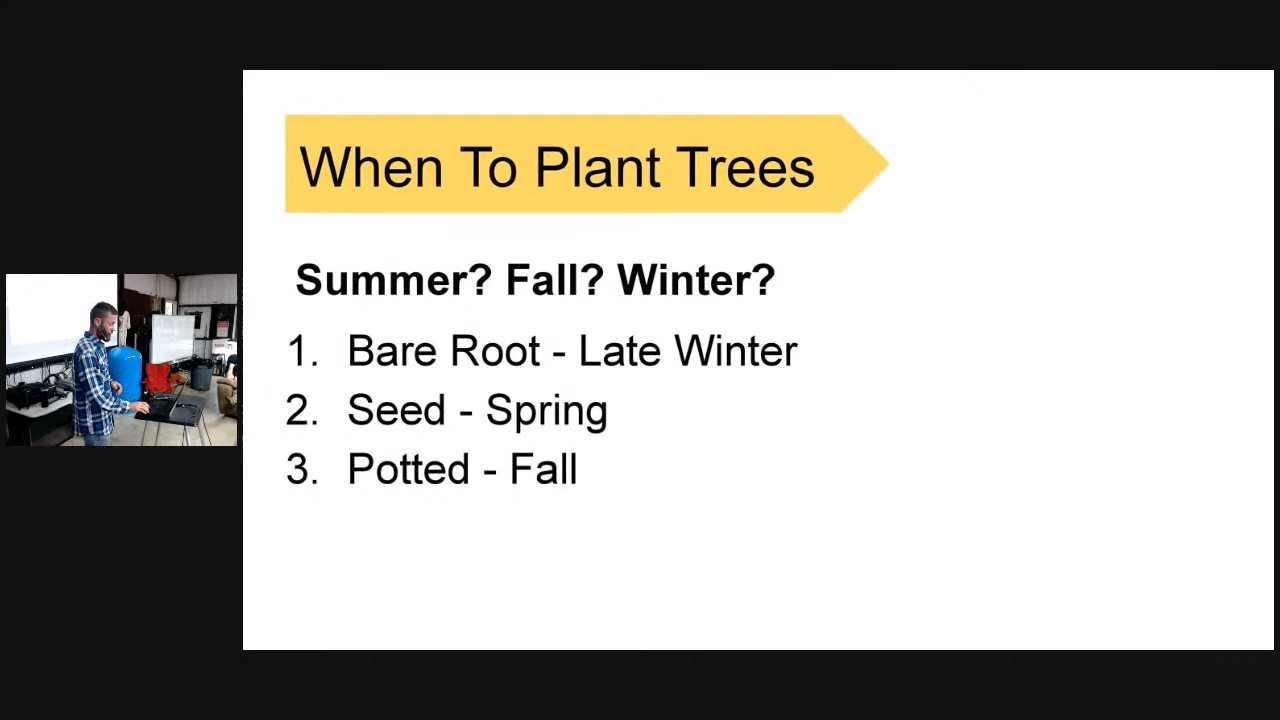 When To Plant Trees
Summer? Fall? Winter?
1. Bare Root - Late Winter
2. Seed - Spring
3. Potted - Fall